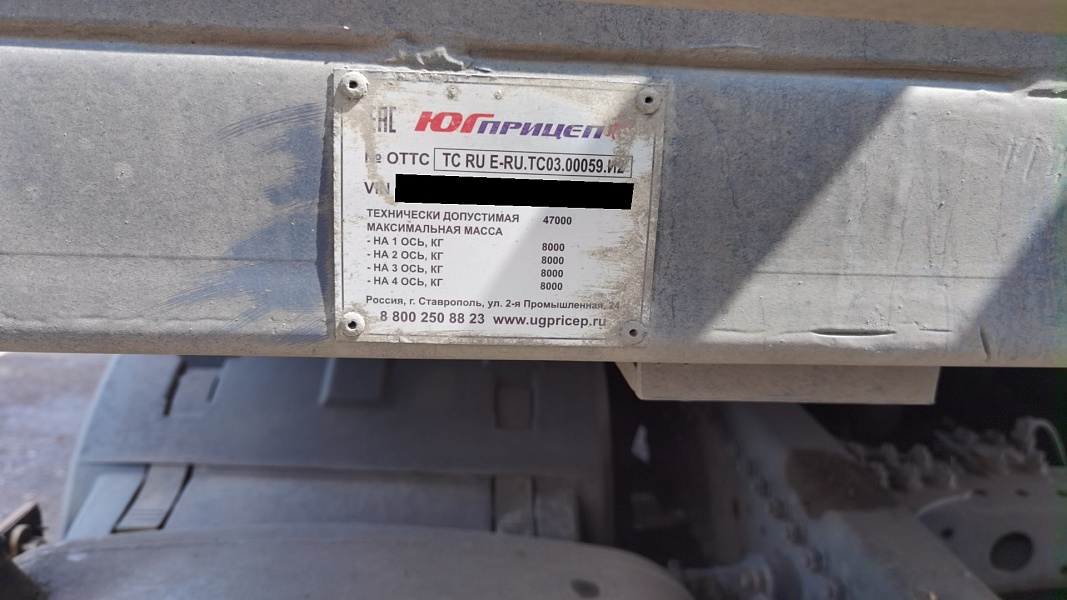 EAC ЮГПРИЦЕП
№ ОТТС TC RU E-RU.TC03.00059.И2
VIN
ТЕХНИЧЕСКИ ДОПУСТИМАЯ 47000
МАКСИМАЛЬНАЯ МАССА
- НА 1 ОСЬ, КГ 8000
- НА 2 ОСЬ, КГ 8000
- НА 3 ОСЬ, КГ 8000
- НА 4 ОСЬ, КГ 8000
Россия, г. Ставрополь, ул. 2-я Промышленная, 24
8 800 250 88 23 www.ugpricep.ru